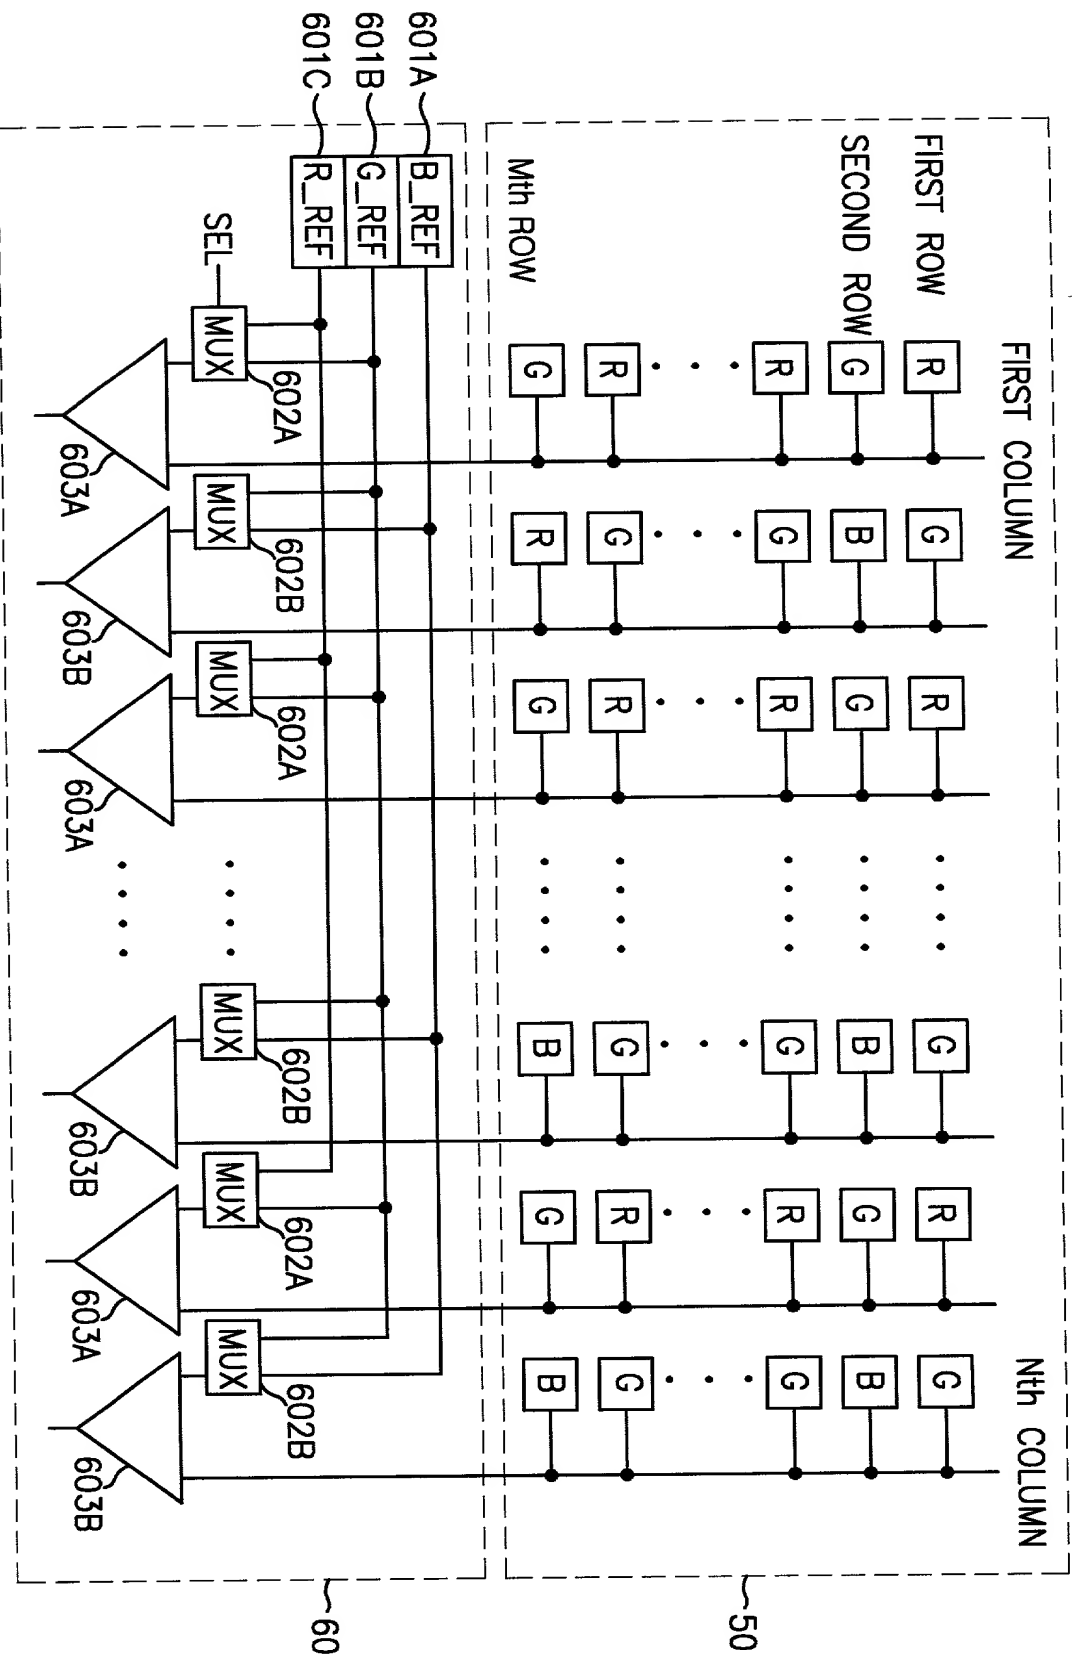 FIRST COLUMN
Nth COLUMN
FIRST ROW
R G R G R G
SECOND ROW
G B G B G B
R G R G R G
R G R G R G
Mth ROW
G R G B G B
50
601A
B_REF
601B
G_REF
601C
R_REF
SEL
MUX MUX MUX MUX MUX MUX
602A 602B 602A 602B 602A 602B
603A 603B 603A 603B 603A 603B
60